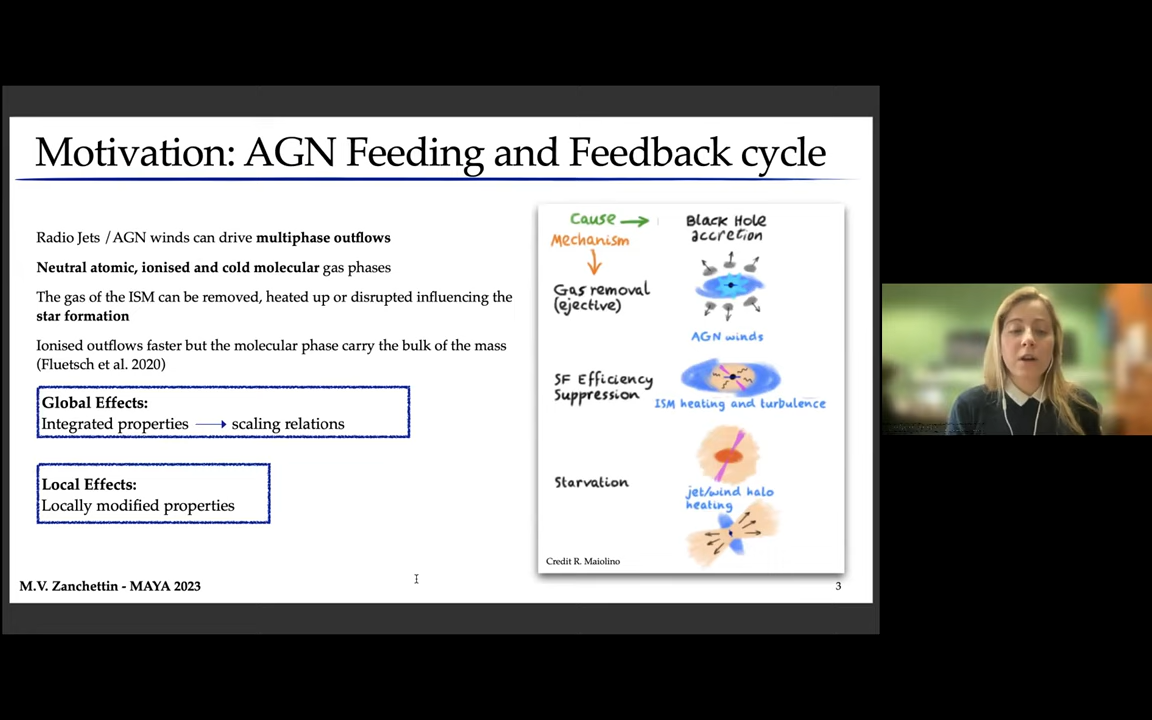 Motivation: AGN Feeding and Feedback cycle
Radio Jets /AGN winds can drive multiphase outflows
Neutral atomic, ionised and cold molecular gas phases
The gas of the ISM can be removed, heated up or disrupted influencing the
star formation
Ionised outflows faster but the molecular phase carry the bulk of the mass
(Fluetsch et al. 2020)
Global Effects:
Integrated properties → scaling relations
Local Effects:
Locally modified properties
Cause →
Mechanism
Black Hole
accretion
Gas removal
(ejective)
AGN winds
SF Efficiency
Suppression
ISM heating and turbulence
Starvation
jet/wind halo
heating
Credit R. Maiolino
M.V. Zanchettin - MAYA 2023
3